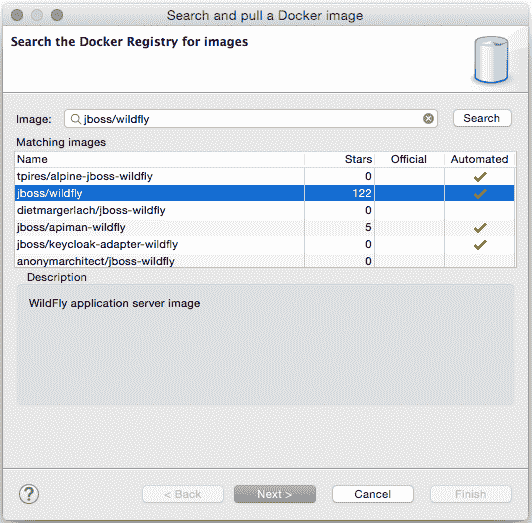 Search and pull a Docker image
Search the Docker Registry for images
Image: jboss/wildfly Search
Matching images
Name Stars Official Automated
tpires/alpine-jboss-wildfly 0
jboss/wildfly 122
dietmargerlach/jboss-wildfly 0
jboss/apiman-wildfly 5
jboss/keycloak-adapter-wildfly 0
anonymarchitect/jboss-wildfly 0
Description
WildFly application server image
? < Back Next > Cancel Finish